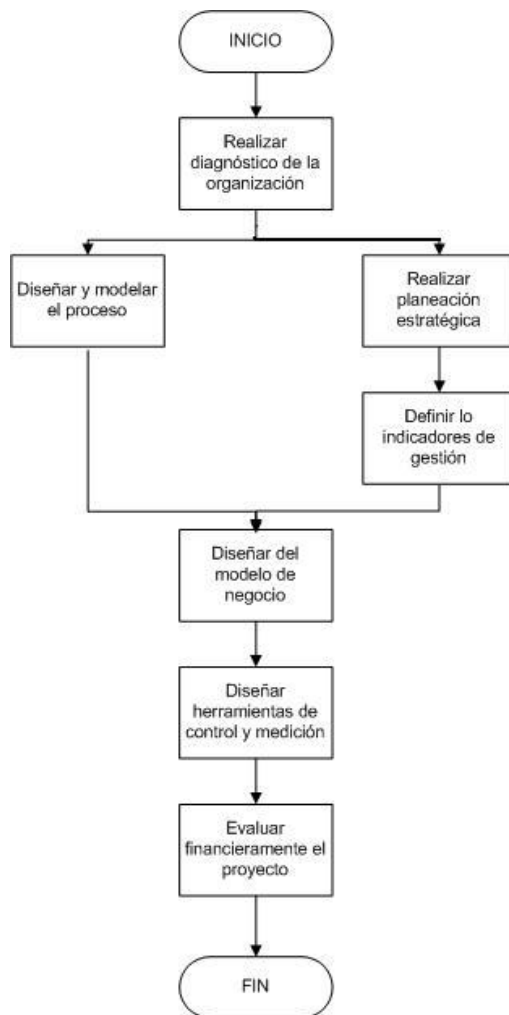 INICIO
Realizar
diagnóstico de la
organización
Diseñar y modelar
el proceso
Realizar
planeación
estratégica
Definir lo
indicadores de
gestión
Diseñar del
modelo de
negocio
Diseñar
herramientas de
control y medición
Evaluar
financieramente el
proyecto
FIN